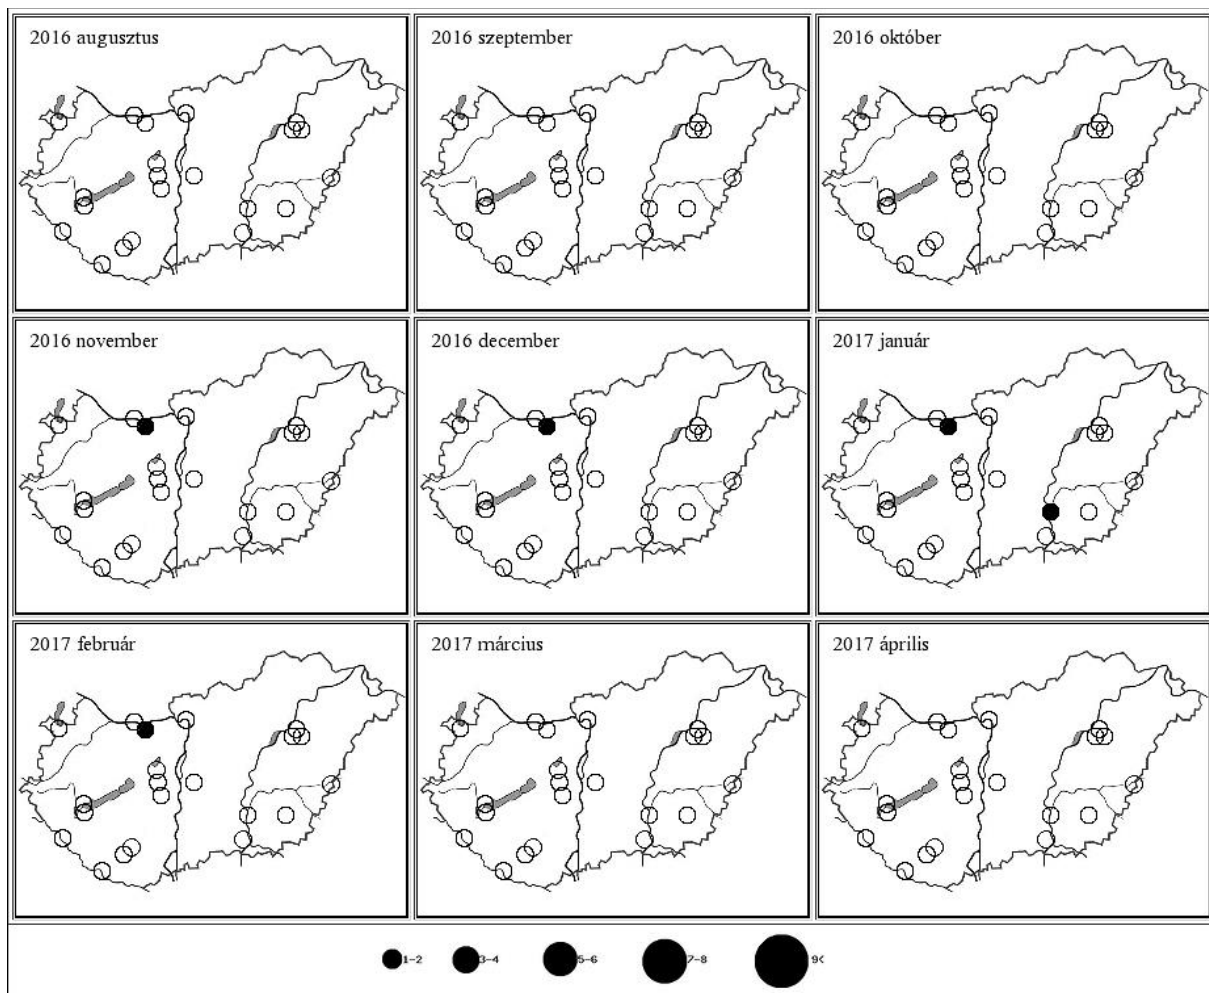 2016 augusztus
2016 szeptember
2016 október
2016 november
2016 december
2017 január
2017 február
2017 március
2017 április
1-2
3-4
5-6
7-8
9<